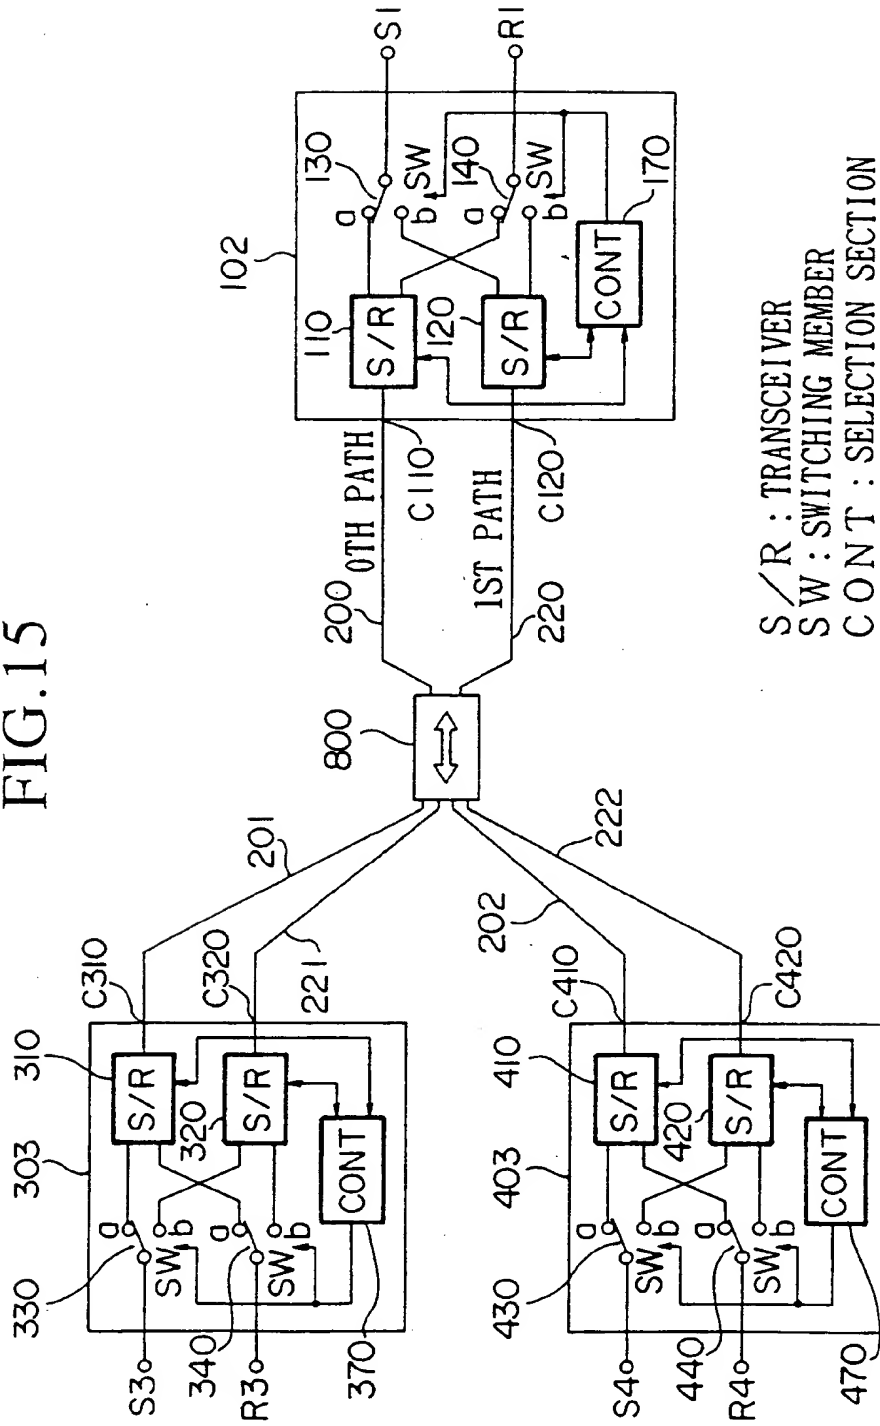 FIG.15
303
310
C310
201
S/R
a
330
b
SW
S3
320
S/R
C320
221
a
340
b
SW
R3
CONT
370
800
200
0TH PATH
C110
1ST PATH
220
C120
102
110
S/R
a
130
S1
b
SW
120
S/R
a
140
R1
b
SW
CONT
170
403
410
C410
202
222
S/R
a
430
b
SW
S4
420
S/R
C420
a
440
b
SW
R4
CONT
470
S/R : TRANSCEIVER
SW : SWITCHING MEMBER
CONT : SELECTION SECTION